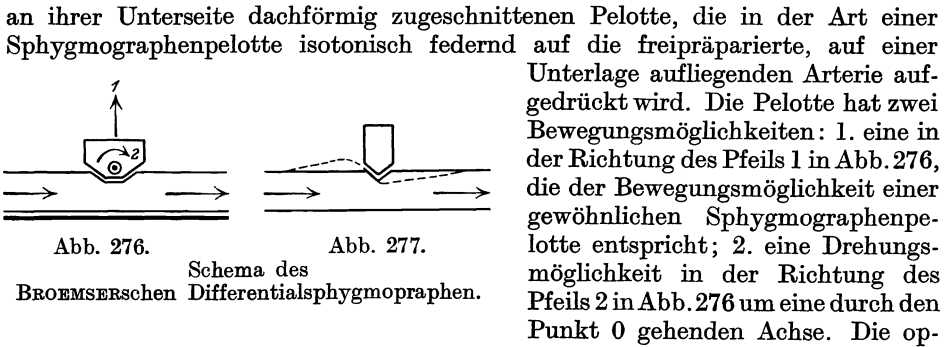 an ihrer Unterseite dachförmig zugeschnittenen Pelotte, die in der Art einer
Sphygmographenpelotte isotonisch federnd auf die freipräparierte, auf einer
Unterlage aufliegenden Arterie auf-
gedrückt wird. Die Pelotte hat zwei
Bewegungsmöglichkeiten: 1. eine in
der Richtung des Pfeils 1 in Abb. 276,
die der Bewegungsmöglichkeit einer
gewöhnlichen Sphygmographenpe-
lotte entspricht; 2. eine Drehungs-
möglichkeit in der Richtung des
Pfeils 2 in Abb. 276 um eine durch den
Punkt 0 gehenden Achse. Die op-
1
2
Abb. 276.
Abb. 277.
Schema des
BROEMSERschen Differentialsphygmopraphen.